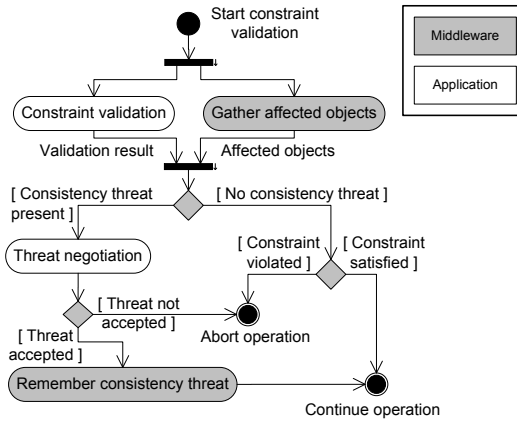 Start constraint
validation
Middleware
Application
Constraint validation
Gather affected objects
Validation result
Affected objects
[ Consistency threat
present ]
[ No consistency threat ]
Threat negotiation
[ Constraint
violated ]
[ Constraint
satisfied ]
[ Threat not
accepted ]
Abort operation
[ Threat
accepted ]
Remember consistency threat
Continue operation